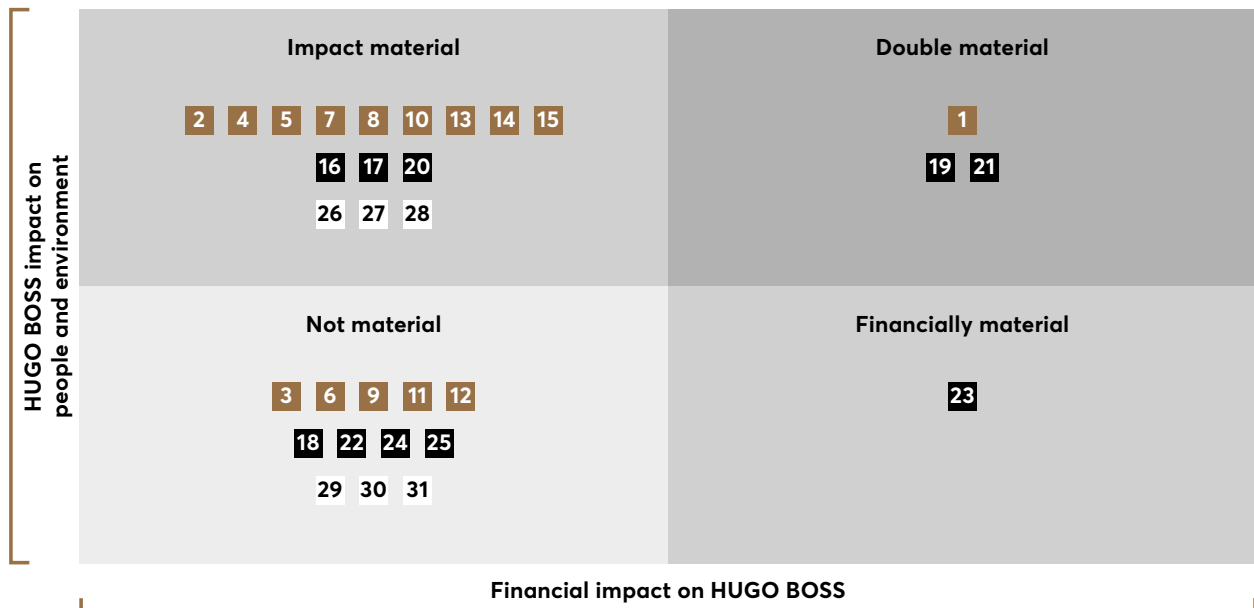 Impact material
Double material
2 4 5 7 8 10 13 14 15
1
16 17 20
19 21
26 27 28
HUGO BOSS impact on
people and environment
Not material
Financially material
3 6 9 11 12
23
18 22 24 25
29 30 31
Financial impact on HUGO BOSS